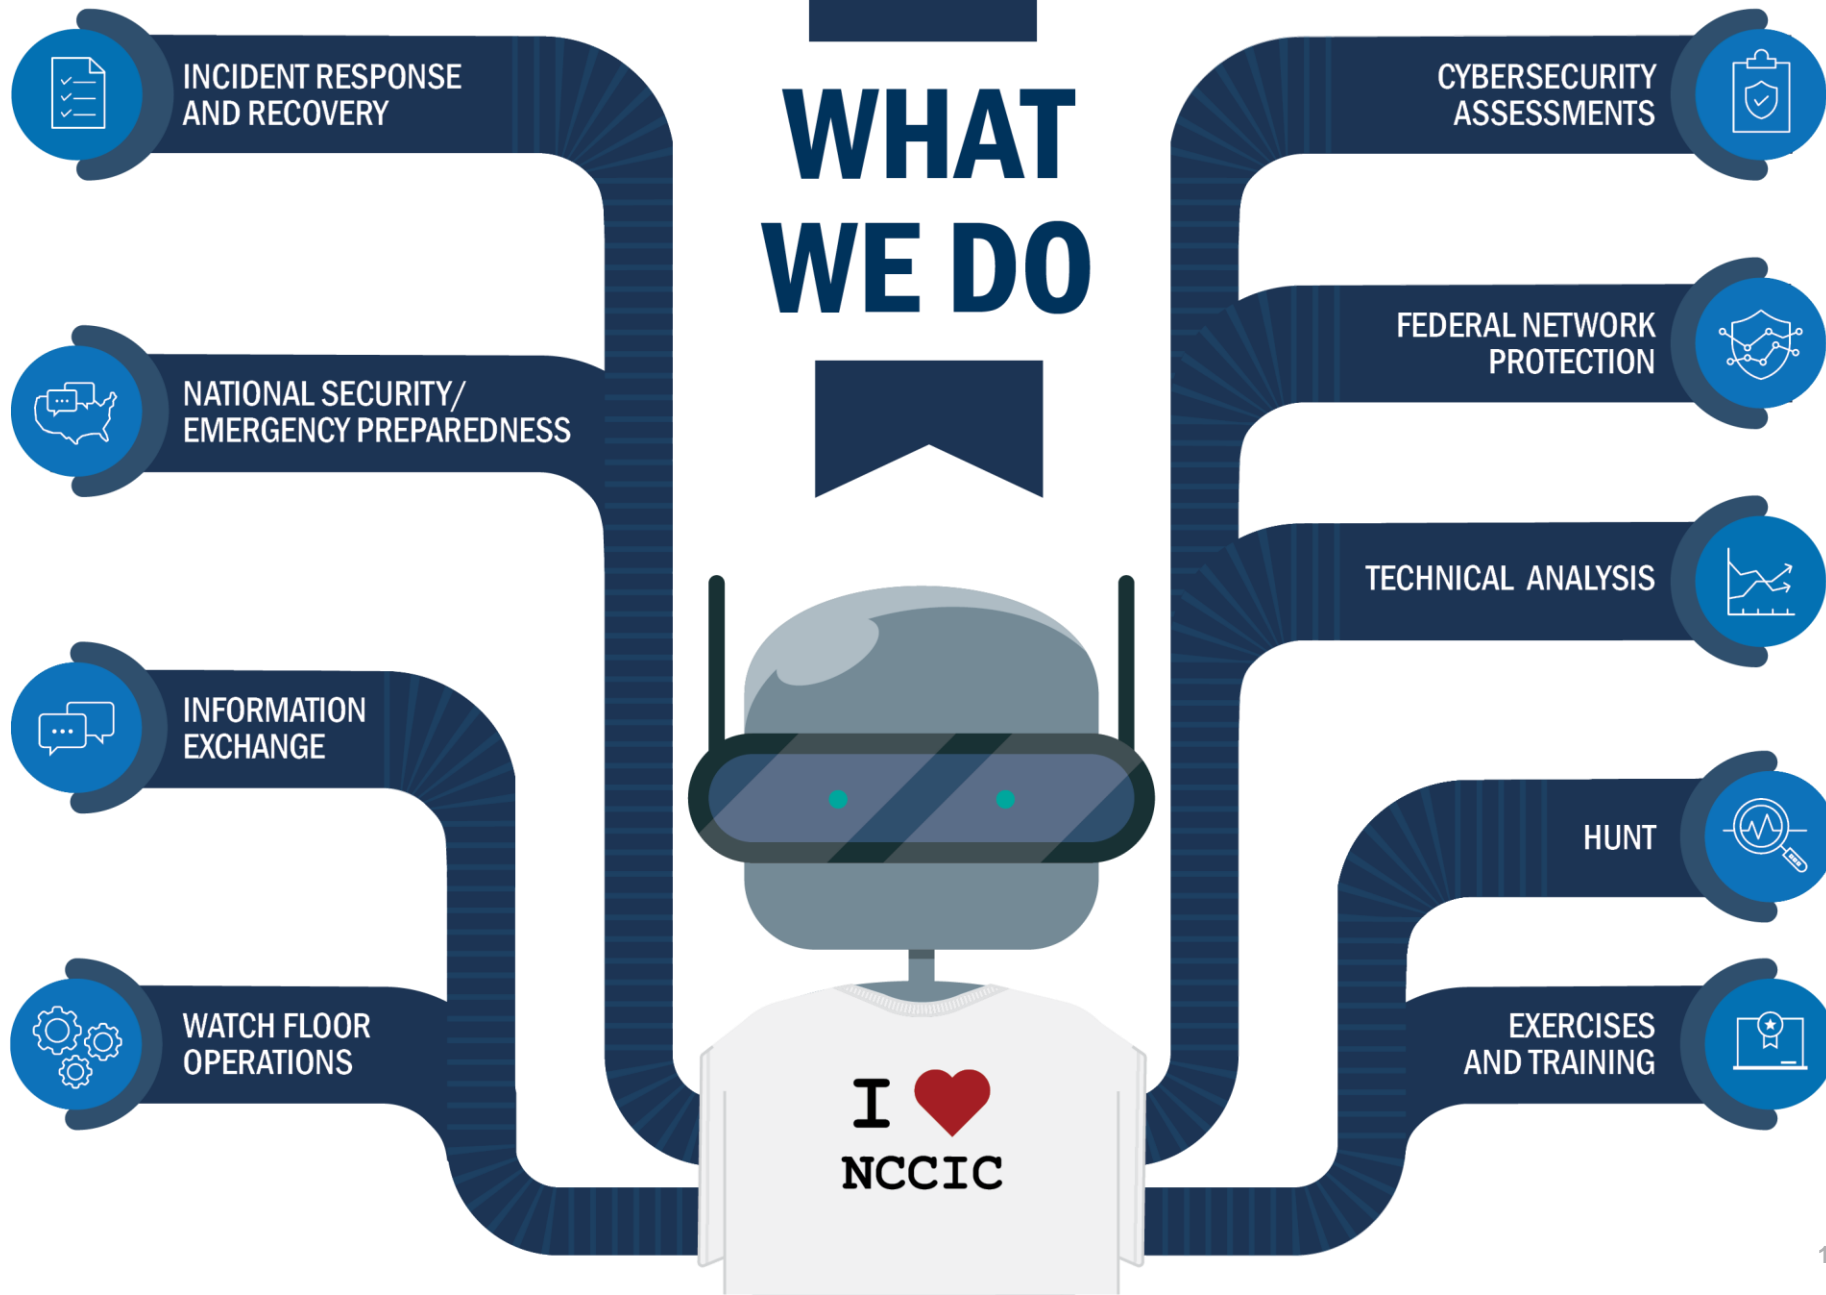 WHAT
WE DO
INCIDENT RESPONSE
AND RECOVERY
NATIONAL SECURITY/
EMERGENCY PREPAREDNESS
INFORMATION
EXCHANGE
WATCH FLOOR
OPERATIONS
CYBERSECURITY
ASSESSMENTS
FEDERAL NETWORK
PROTECTION
TECHNICAL ANALYSIS
HUNT
EXERCISES
AND TRAINING
I ♥
NCCIC
1